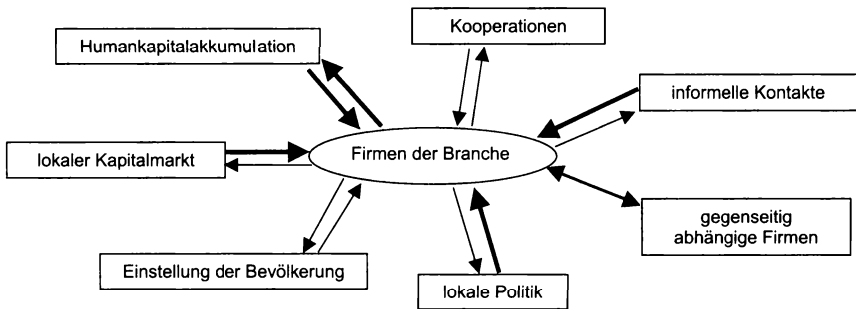 Kooperationen
Humankapitalakkumulation
informelle Kontakte
Firmen der Branche
lokaler Kapitalmarkt
gegenseitig
abhängige Firmen
Einstellung der Bevölkerung
lokale Politik